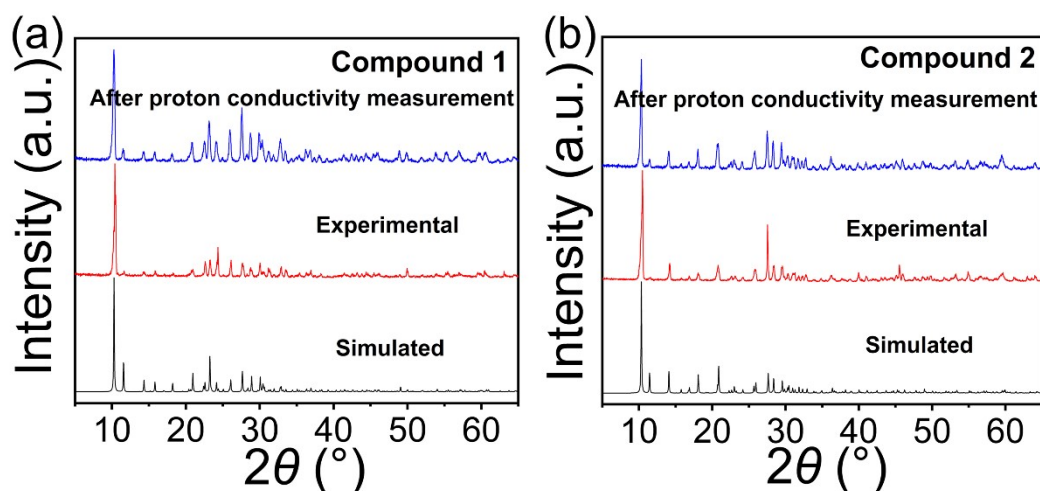 (a)
Intensity (a.u.)
Compound 1
After proton conductivity measurement
Experimental
Simulated
10 20 30 40 50 60
2θ (°)
(b)
Intensity (a.u.)
Compound 2
After proton conductivity measurement
Experimental
Simulated
10 20 30 40 50 60
2θ (°)